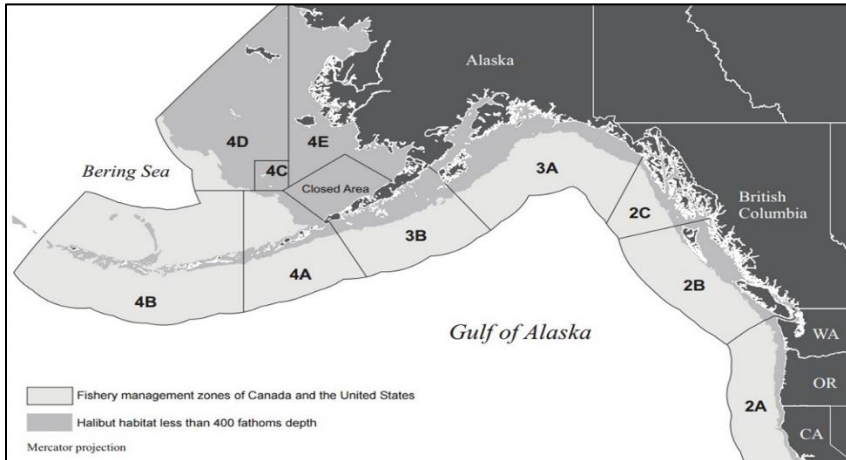 Alaska
4D
4E
Bering Sea
4C
Closed Area
3A
British
Columbia
2C
3B
4A
2B
4B
Gulf of Alaska
WA
OR
2A
CA
Fishery management zones of Canada and the United States
Halibut habitat less than 400 fathoms depth
Mercator projection